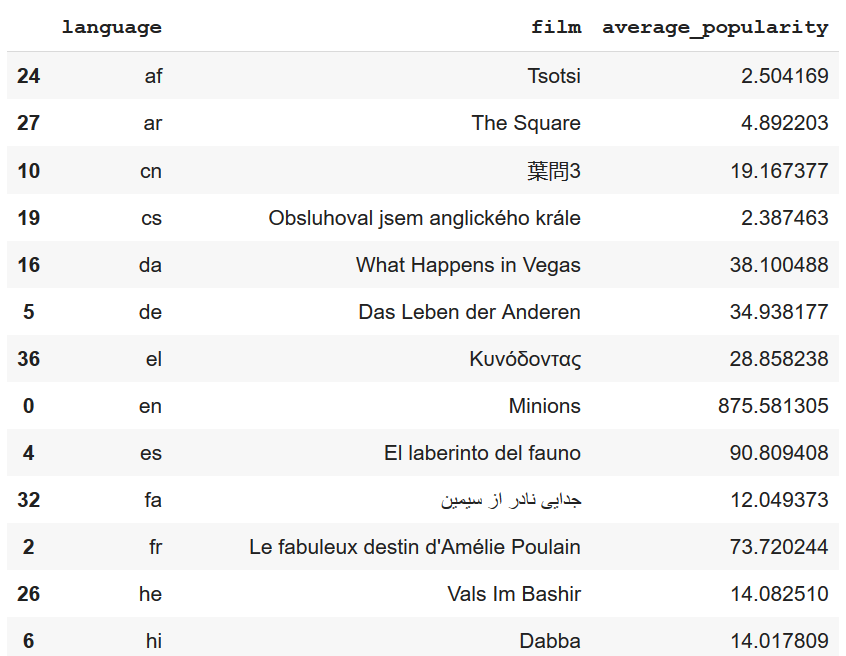 language film average_popularity
24 af Tsotsi 2.504169
27 ar The Square 4.892203
10 cn 葉問3 19.167377
19 cs Obsluhoval jsem anglického krále 2.387463
16 da What Happens in Vegas 38.100488
5 de Das Leben der Anderen 34.938177
36 el Κυνόδοντας 28.858238
0 en Minions 875.581305
4 es El laberinto del fauno 90.809408
32 fa جدایی نادر از سیمین 12.049373
2 fr Le fabuleux destin d'Amélie Poulain 73.720244
26 he Vals Im Bashir 14.082510
6 hi Dabba 14.017809